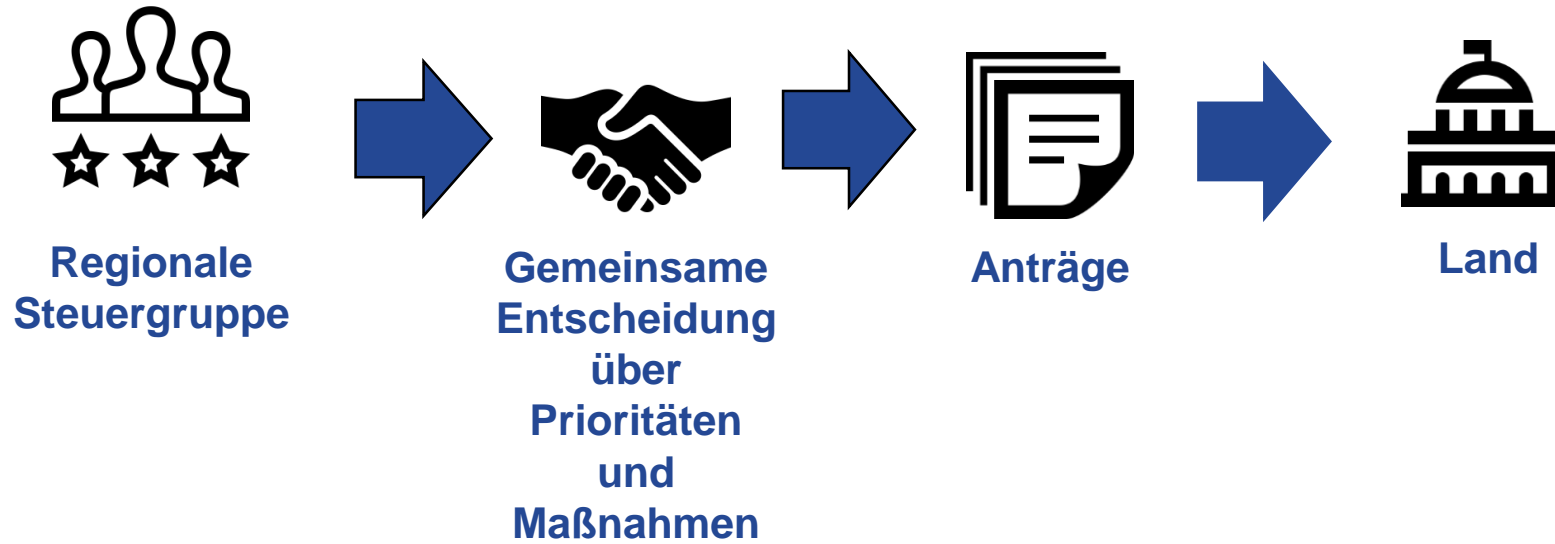 Regionale
Steuergruppe
Gemeinsame
Entscheidung
über
Prioritäten
und
Maßnahmen
Anträge
Land